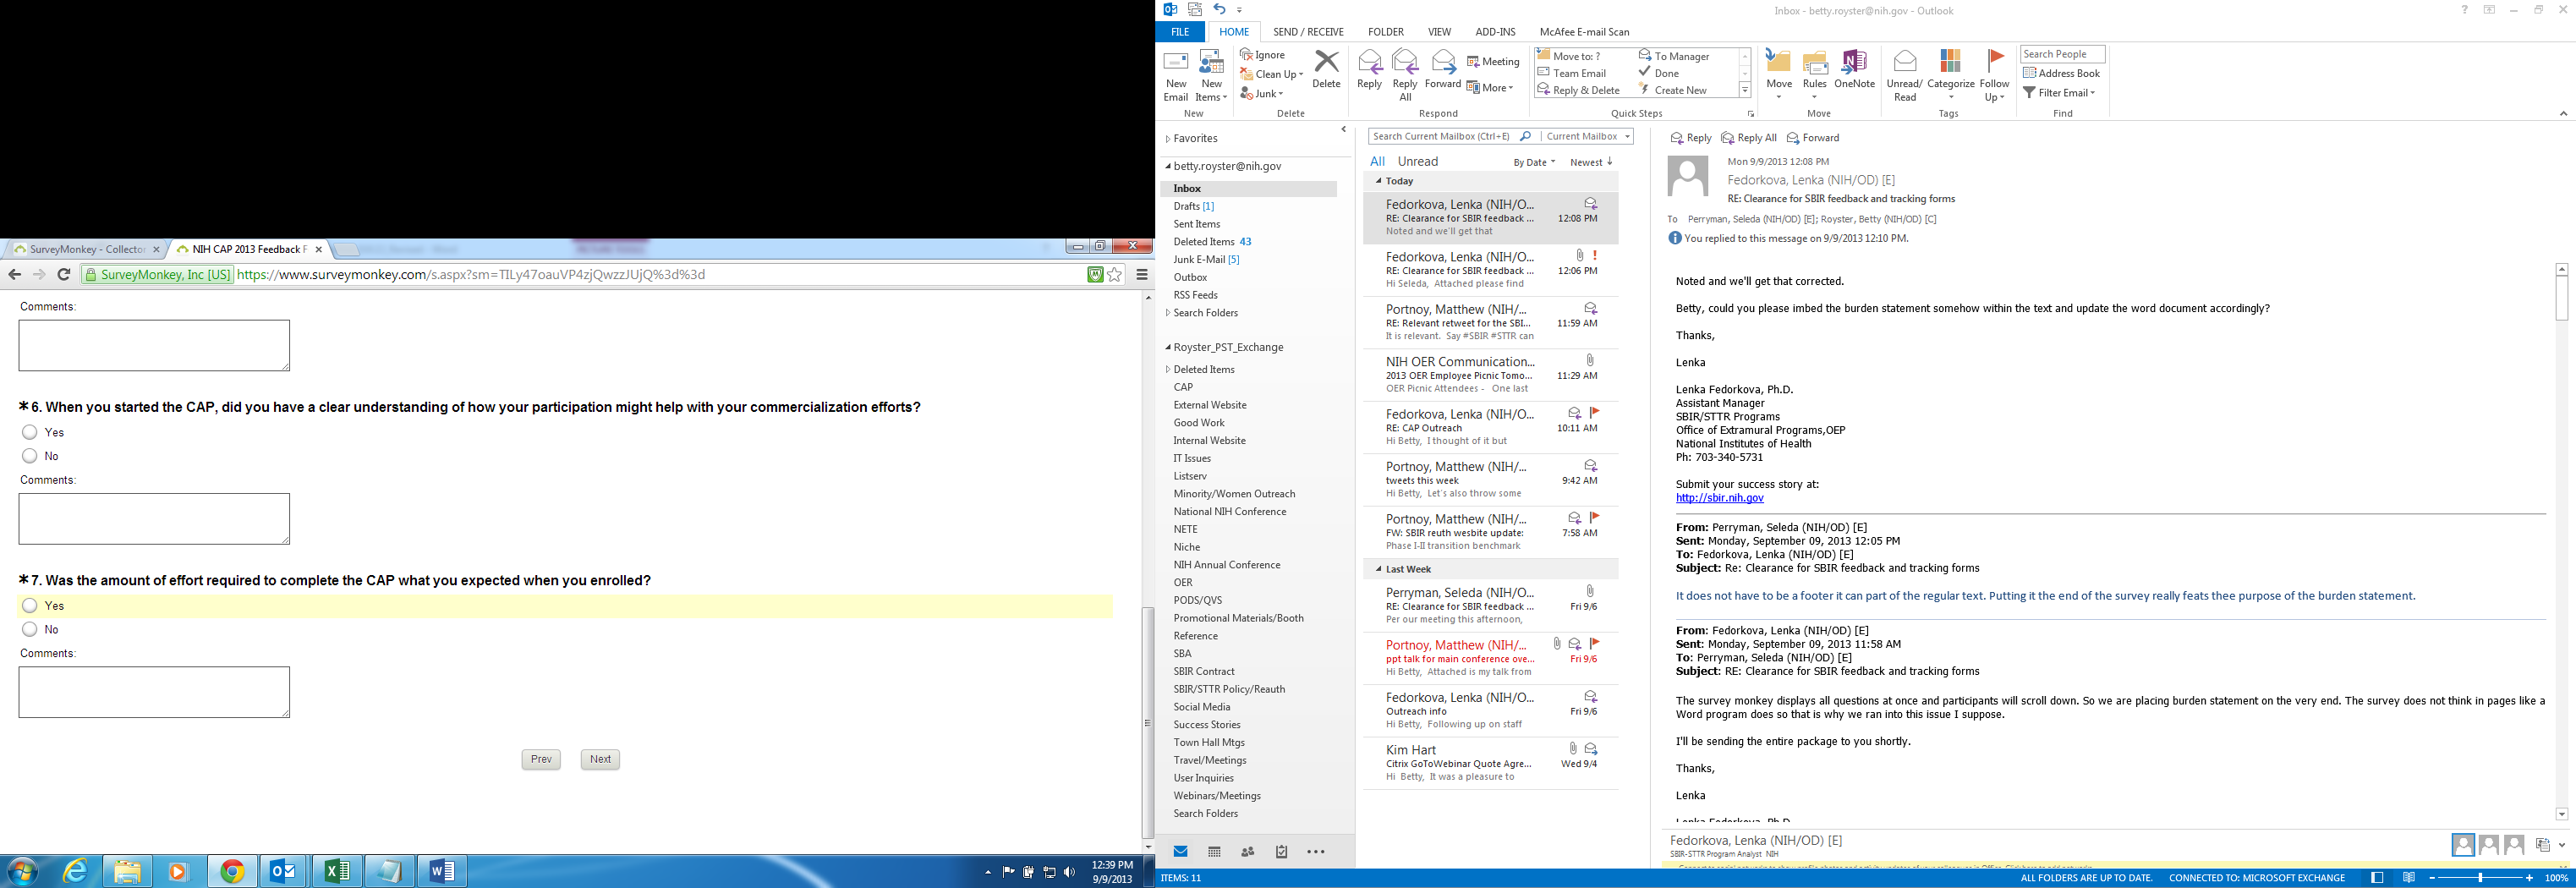 SurveyMonkey - Collector
NIH CAP 2013 Feedback F
SurveyMonkey, Inc [US] https://www.surveymonkey.com/s.aspx?sm=TILy47oauVP4zjQwzzJUjQ%3d%3d
Comments:
*6. When you started the CAP, did you have a clear understanding of how your participation might help with your commercialization efforts?
Yes
No
Comments:
*7. Was the amount of effort required to complete the CAP what you expected when you enrolled?
Yes
No
Comments:
Prev Next
12:39 PM
9/9/2013
Inbox - betty.royster@nih.gov - Outlook
FILE HOME SEND / RECEIVE FOLDER VIEW ADD-INS McAfee E-mail Scan
New Email
New Items
New
Ignore
Clean Up
Junk
Delete
Delete
Reply
Reply All
Forward
Meeting
More
Respond
Move to: ?
Team Email
Reply & Delete
To Manager
Done
Create New
Quick Steps
Move
Rules
OneNote
Move
Unread/ Read
Categorize
Follow Up
Tags
Search People
Address Book
Filter Email
Find
Favorites
betty.royster@nih.gov
Inbox
Drafts [1]
Sent Items
Deleted Items 43
Junk E-Mail [5]
Outbox
RSS Feeds
Search Folders
Royster_PST_Exchange
Deleted Items
CAP
External Website
Good Work
Internal Website
IT Issues
Listserv
Minority/Women Outreach
National NIH Conference
NETE
Niche
NIH Annual Conference
OER
PODS/QVS
Promotional Materials/Booth
Reference
SBA
SBIR Contract
SBIR/STTR Policy/Reauth
Social Media
Success Stories
Town Hall Mtgs
Travel/Meetings
User Inquiries
Webinars/Meetings
Search Folders
Search Current Mailbox (Ctrl+E) Current Mailbox
All Unread By Date Newest
Today
Fedorkova, Lenka (NIH/O...
RE: Clearance for SBIR feedback ... 12:08 PM
Noted and we'll get that
Fedorkova, Lenka (NIH/O...
RE: Clearance for SBIR feedback ... 12:06 PM
Hi Seleda, Attached please find
Portnoy, Matthew (NIH/...
RE: Relevant retweet for the SBI... 11:59 AM
It is relevant. Say #SBIR #STTR can
NIH OER Communication...
2013 OER Employee Picnic Tomo... 11:29 AM
OER Picnic Attendees - One last
Fedorkova, Lenka (NIH/O...
RE: CAP Outreach 10:11 AM
Hi Betty, I thought of it but
Portnoy, Matthew (NIH/...
tweets this week 9:42 AM
Hi Betty, Let's also throw some
Portnoy, Matthew (NIH/...
FW: SBIR reuth wesbite update: 7:58 AM
Phase I-II transition benchmark
Last Week
Perryman, Seleda (NIH/O...
RE: Clearance for SBIR feedback ... Fri 9/6
Per our meeting this afternoon,
Portnoy, Matthew (NIH/...
ppt talk for main conference ove... Fri 9/6
Hi Betty, Attached is my talk from
Fedorkova, Lenka (NIH/O...
Outreach info Fri 9/6
Hi Betty, Following up on staff
Kim Hart
Citrix GoToWebinar Quote Agre... Wed 9/4
Hi Betty, It was a pleasure to
Reply Reply All Forward
Mon 9/9/2013 12:08 PM
Fedorkova, Lenka (NIH/OD) [E]
RE: Clearance for SBIR feedback and tracking forms
To Perryman, Seleda (NIH/OD) [E]; Royster, Betty (NIH/OD) [C]
You replied to this message on 9/9/2013 12:10 PM.
Noted and we'll get that corrected.
Betty, could you please imbed the burden statement somehow within the text and update the word document accordingly?
Thanks,
Lenka
Lenka Fedorkova, Ph.D.
Assistant Manager
SBIR/STTR Programs
Office of Extramural Programs,OEP
National Institutes of Health
Ph: 703-340-5731
Submit your success story at:
http://sbir.nih.gov
From: Perryman, Seleda (NIH/OD) [E]
Sent: Monday, September 09, 2013 12:05 PM
To: Fedorkova, Lenka (NIH/OD) [E]
Subject: Re: Clearance for SBIR feedback and tracking forms
It does not have to be a footer it can part of the regular text. Putting it the end of the survey really feats thee purpose of the burden statement.
From: Fedorkova, Lenka (NIH/OD) [E]
Sent: Monday, September 09, 2013 11:58 AM
To: Perryman, Seleda (NIH/OD) [E]
Subject: RE: Clearance for SBIR feedback and tracking forms
The survey monkey displays all questions at once and participants will scroll down. So we are placing burden statement on the very end. The survey does not think in pages like a
Word program does so that is why we ran into this issue I suppose.
I'll be sending the entire package to you shortly.
Thanks,
Lenka
Lenka Fedorkova, Ph.D.
Fedorkova, Lenka (NIH/OD) [E]
SBIR-STTR Program Analyst NIH
ITEMS: 11
ALL FOLDERS ARE UP TO DATE. CONNECTED TO: MICROSOFT EXCHANGE 100%